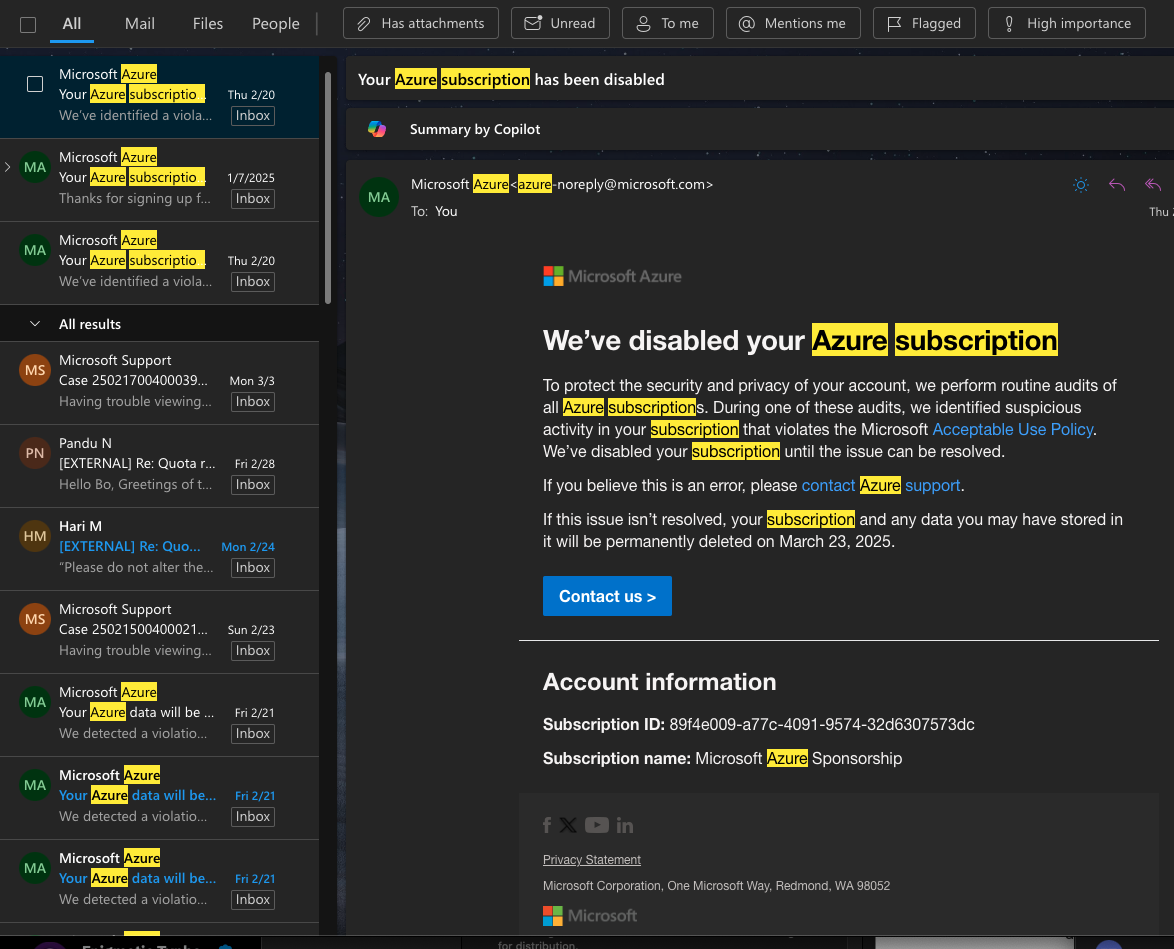 All Mail Files People Has attachments Unread To me Mentions me Flagged High importance
Microsoft Azure
Your Azure subscriptio...
Thu 2/20
We've identified a viola...
Inbox
MA
Microsoft Azure
Your Azure subscriptio...
1/7/2025
Thanks for signing up f...
Inbox
MA
Microsoft Azure
Your Azure subscriptio...
Thu 2/20
We've identified a viola...
Inbox
All results
MS
Microsoft Support
Case 25021700400039...
Mon 3/3
Having trouble viewing...
Inbox
PN
Pandu N
[EXTERNAL] Re: Quota r...
Fri 2/28
Hello Bo, Greetings of t...
Inbox
HM
Hari M
[EXTERNAL] Re: Quo...
Mon 2/24
"Please do not alter the...
Inbox
MS
Microsoft Support
Case 25021500400021...
Sun 2/23
Having trouble viewing...
Inbox
MA
Microsoft Azure
Your Azure data will be ...
Fri 2/21
We detected a violatio...
Inbox
MA
Microsoft Azure
Your Azure data will be...
Fri 2/21
We detected a violatio...
Inbox
MA
Microsoft Azure
Your Azure data will be...
Fri 2/21
We detected a violatio...
Inbox
Your Azure subscription has been disabled
Summary by Copilot
MA
Microsoft Azure<azure-noreply@microsoft.com>
To: You
Thu
Microsoft Azure
We've disabled your Azure subscription
To protect the security and privacy of your account, we perform routine audits of
all Azure subscriptions. During one of these audits, we identified suspicious
activity in your subscription that violates the Microsoft Acceptable Use Policy.
We've disabled your subscription until the issue can be resolved.
If you believe this is an error, please contact Azure support.
If this issue isn't resolved, your subscription and any data you may have stored in
it will be permanently deleted on March 23, 2025.
Contact us >
Account information
Subscription ID: 89f4e009-a77c-4091-9574-32d6307573dc
Subscription name: Microsoft Azure Sponsorship
Privacy Statement
Microsoft Corporation, One Microsoft Way, Redmond, WA 98052
Microsoft
for distribution.